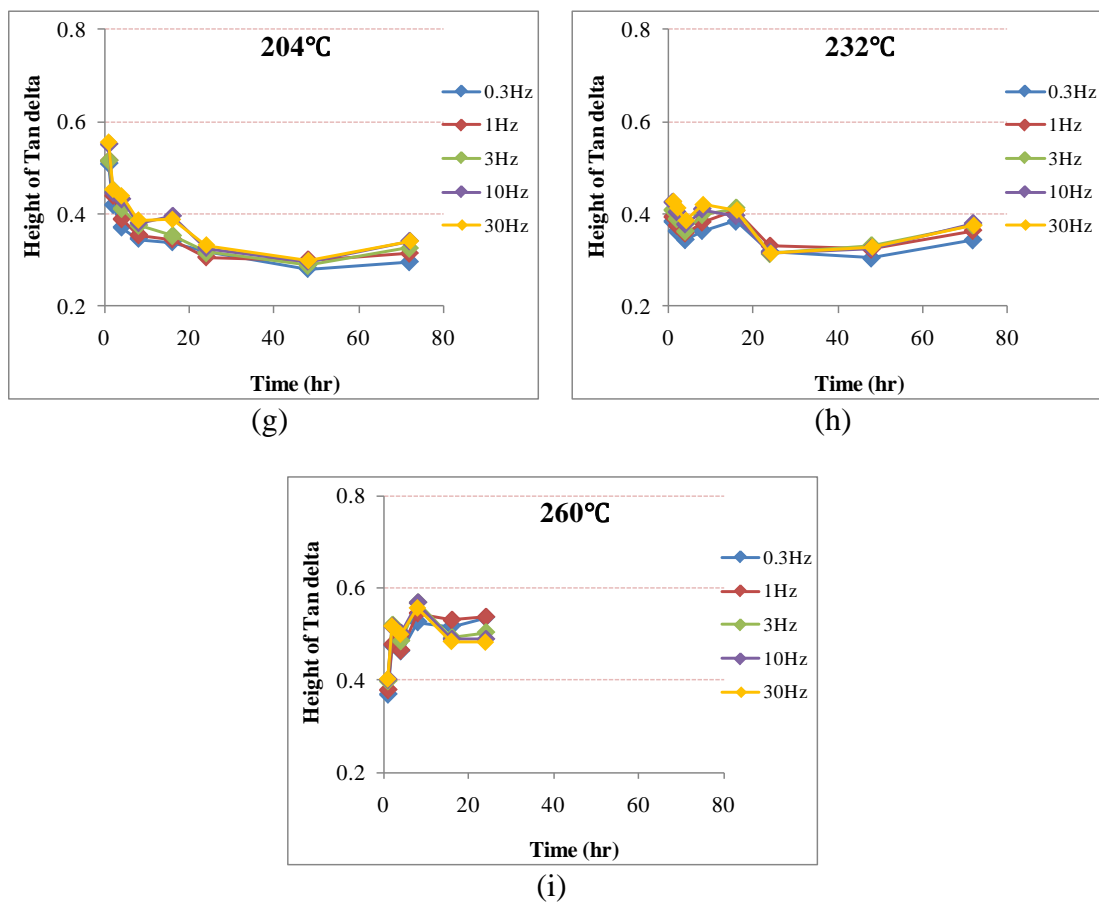 204℃
0.8
0.6
0.4
0.2
0 20 40 60 80
Height of Tan delta
Time (hr)
0.3Hz
1Hz
3Hz
10Hz
30Hz
(g)
232℃
0.8
0.6
0.4
0.2
0 20 40 60 80
Height of Tan delta
Time (hr)
0.3Hz
1Hz
3Hz
10Hz
30Hz
(h)
260℃
0.8
0.6
0.4
0.2
0 20 40 60 80
Height of Tan delta
Time (hr)
0.3Hz
1Hz
3Hz
10Hz
30Hz
(i)